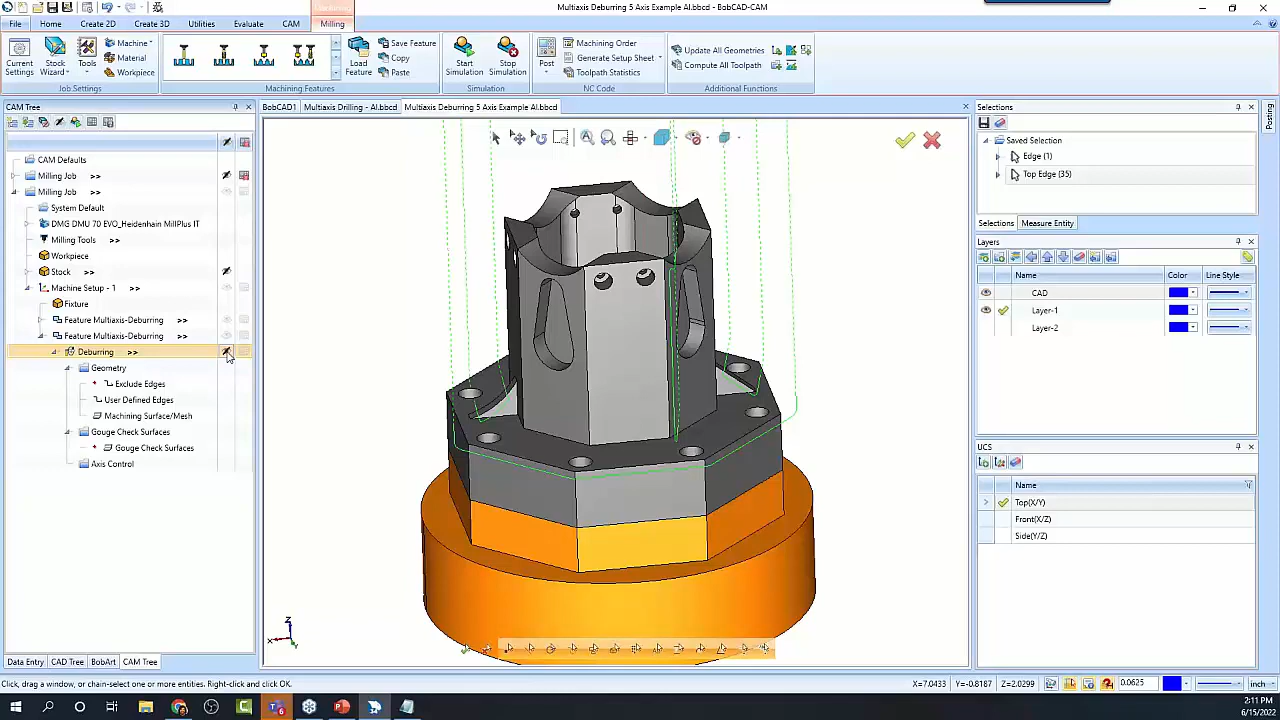 Multiaxis Deburring 5 Axis Example AI.bbcd - BobCAD-CAM
Machining
File Home Create 2D Create 3D Utilities Evaluate CAM Milling
Current Settings
Stock Wizard
Tools
Machine
Material
Workpiece
Job Settings
Load Feature
Save Feature
Copy
Paste
Machining Features
Start Simulation
Stop Simulation
Simulation
Post
Machining Order
Generate Setup Sheet
Toolpath Statistics
NC Code
Update All Geometries
Compute All Toolpath
Additional Functions
CAM Tree
BobCAD1 Multiaxis Drilling - AI.bbcd Multiaxis Deburring 5 Axis Example AI.bbcd
CAM Defaults
Milling Job >>
Milling Job >>
System Default
DMG DMU 70 EVO_Heidenhain MillPlus IT
Milling Tools >>
Workpiece
Stock >>
Machine Setup - 1 >>
Fixture
Feature Multiaxis-Deburring >>
Feature Multiaxis-Deburring >>
Deburring >>
Geometry
Exclude Edges
User Defined Edges
Machining Surface/Mesh
Gouge Check Surfaces
Gouge Check Surfaces
Axis Control
Data Entry CAD Tree BobArt CAM Tree
Z
X
Selections
Saved Selection
Edge (1)
Top Edge (35)
Selections Measure Entity
Layers
Name Color Line Style
CAD
Layer-1
Layer-2
UCS
Name
Top(X/Y)
Front(X/Z)
Side(Y/Z)
Posting
Click, drag a window, or chain-select one or more entities. Right-click and click OK.
X=7.0433 Y=-0.8187 Z=2.0299 0.0625 inch
2:11 PM
6/15/2022